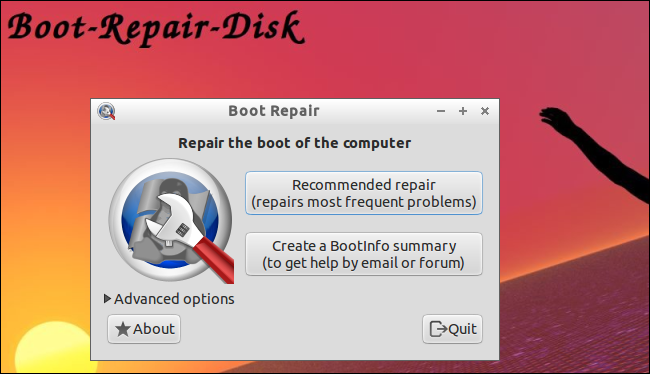 Boot-Repair-Disk
Boot Repair
Repair the boot of the computer
Recommended repair
(repairs most frequent problems)
Create a BootInfo summary
(to get help by email or forum)
Advanced options
About
Quit